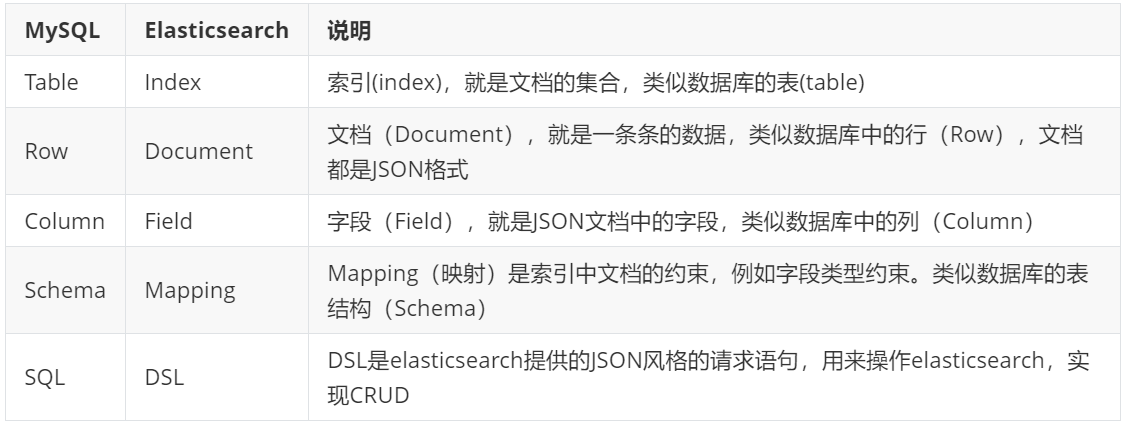 MySQL Elasticsearch 说明
Table Index 索引(index)，就是文档的集合，类似数据库的表(table)
Row Document 文档（Document），就是一条条的数据，类似数据库中的行（Row），文档
都是JSON格式
Column Field 字段（Field），就是JSON文档中的字段，类似数据库中的列（Column）
Schema Mapping Mapping（映射）是索引中文档的约束，例如字段类型约束。类似数据库的表
结构（Schema）
SQL DSL DSL是elasticsearch提供的JSON风格的请求语句，用来操作elasticsearch，实
现CRUD